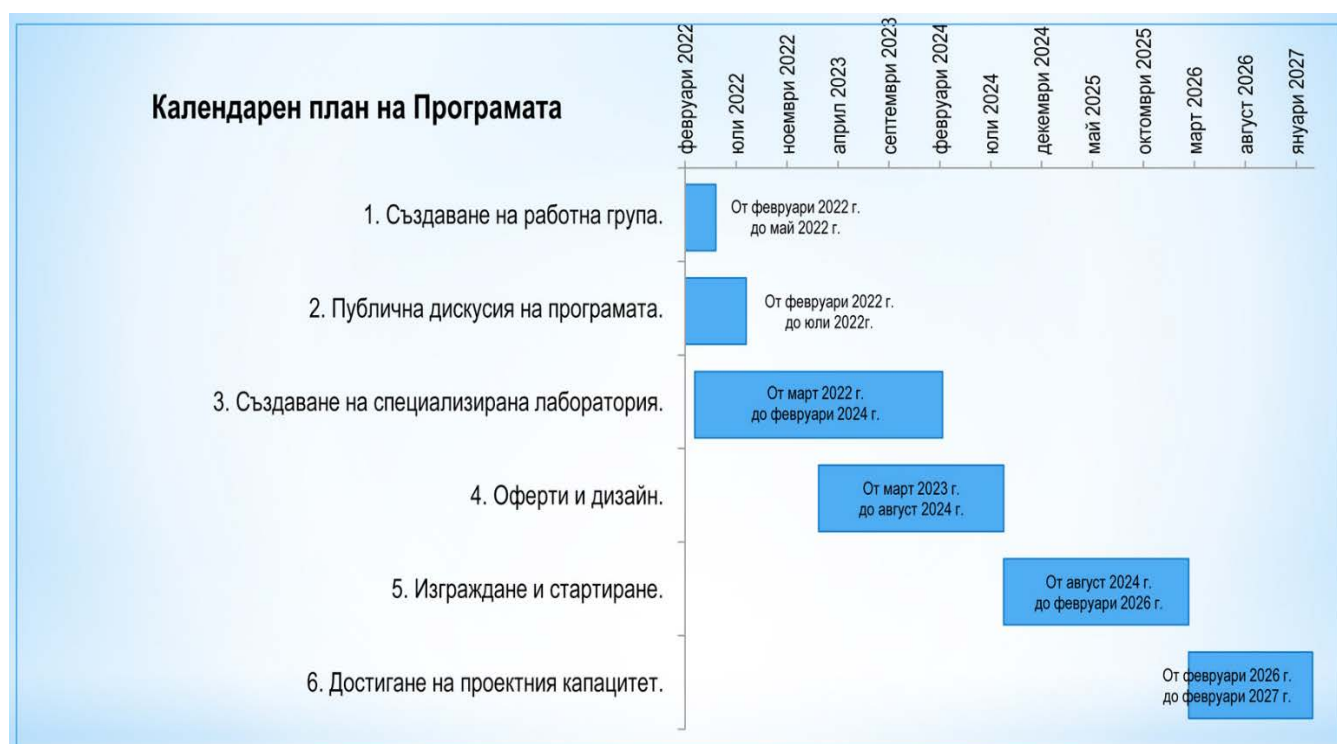 Календарен план на Програмата
февруари 2022
юли 2022
ноември 2022
април 2023
септември 2023
февруари 2024
юли 2024
декември 2024
май 2025
октомври 2025
март 2026
август 2026
януари 2027
1. Създаване на работна група.
От февруари 2022 г.
до май 2022 г.
2. Публична дискусия на програмата.
От февруари 2022 г.
до юли 2022г.
3. Създаване на специализирана лаборатория.
От март 2022 г.
до февруари 2024 г.
4. Оферти и дизайн.
От март 2023 г.
до август 2024 г.
5. Изграждане и стартиране.
От август 2024 г.
до февруари 2026 г.
6. Достигане на проектния капацитет.
От февруари 2026 г.
до февруари 2027 г.